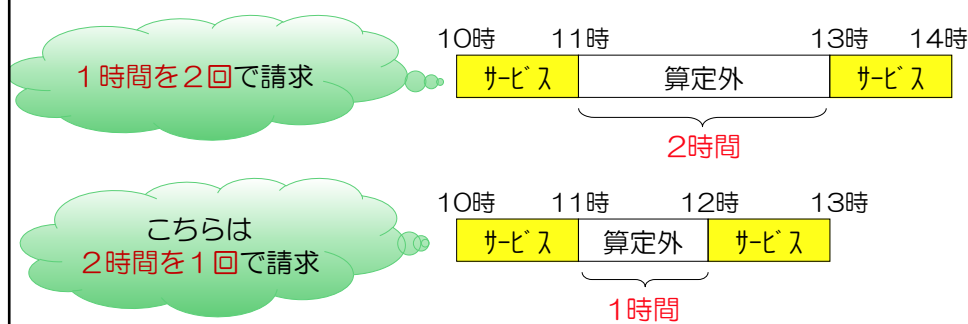 10時 11時 13時 14時
1時間を2回で請求
ｻｰﾋﾞｽ 算定外 ｻｰﾋﾞｽ
2時間
10時 11時 12時 13時
こちらは
2時間を1回で請求
ｻｰﾋﾞｽ 算定外 ｻｰﾋﾞｽ
1時間